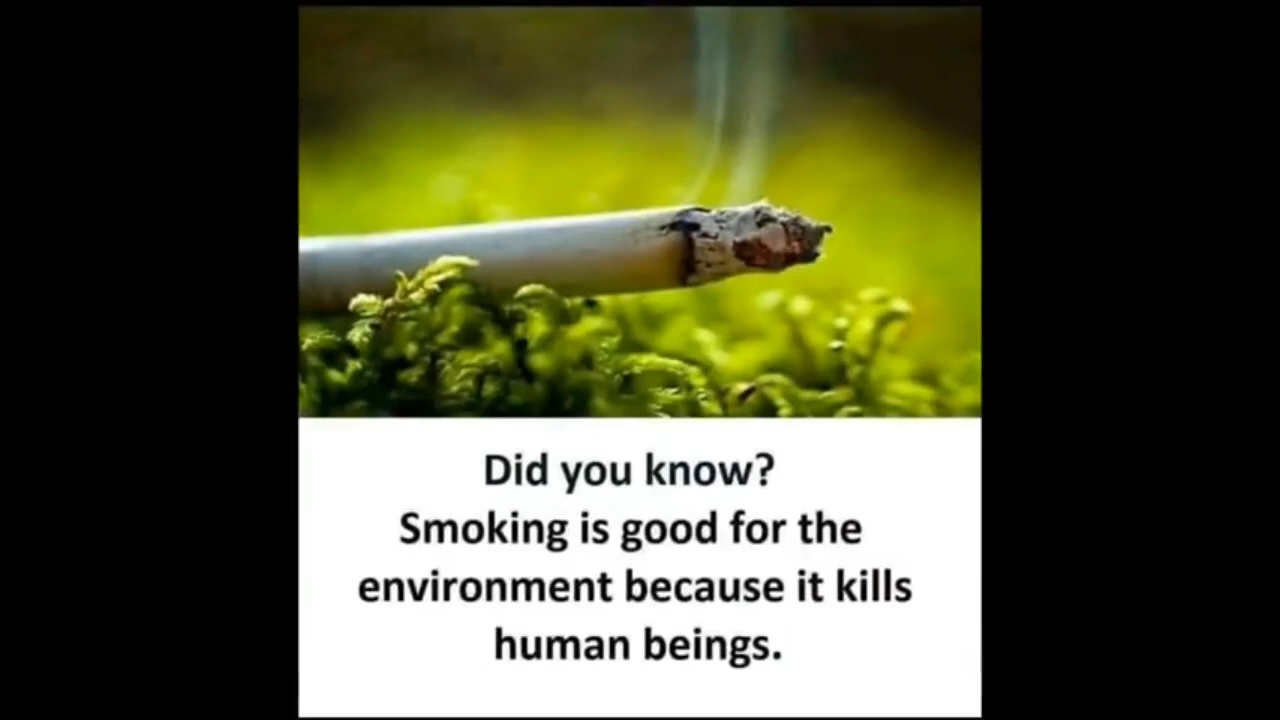 Did you know?
Smoking is good for the
environment because it kills
human beings.